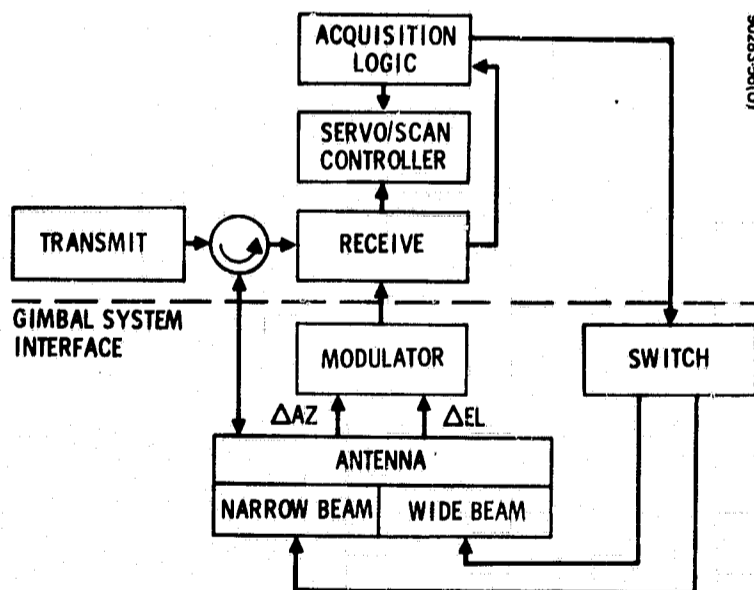 ACQUISITION
LOGIC
SERVO/SCAN
CONTROLLER
TRANSMIT
RECEIVE
GIMBAL SYSTEM
INTERFACE
MODULATOR
SWITCH
ΔAZ
ΔEL
ANTENNA
NARROW BEAM
WIDE BEAM